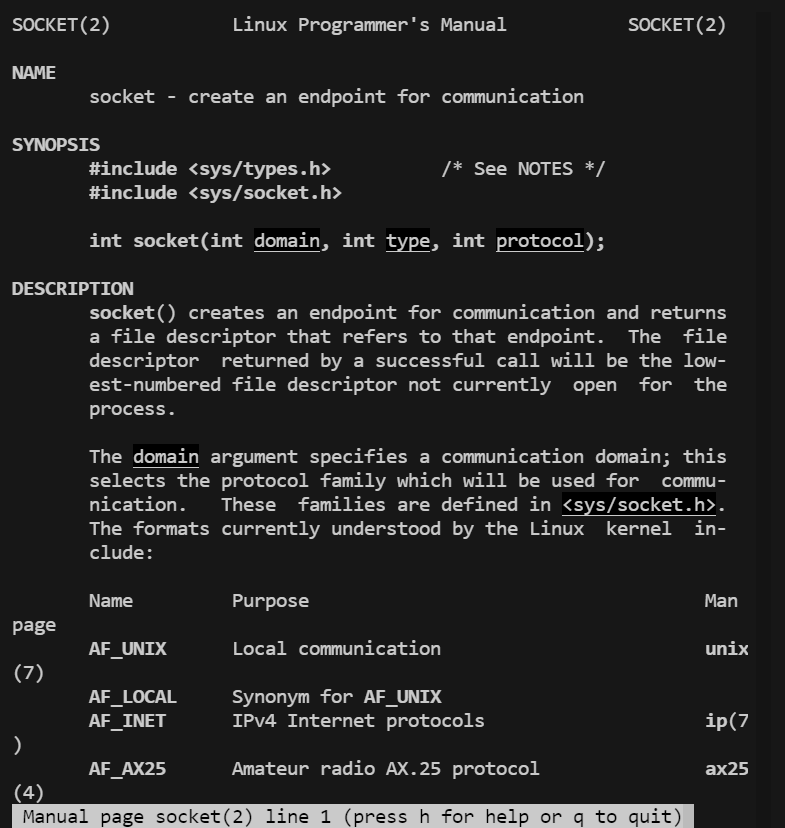 SOCKET(2)           Linux Programmer's Manual           SOCKET(2)
NAME
socket - create an endpoint for communication
SYNOPSIS
#include <sys/types.h>          /* See NOTES */
#include <sys/socket.h>
int socket(int domain, int type, int protocol);
DESCRIPTION
socket() creates an endpoint for communication and returns
a file descriptor that refers to that endpoint.  The  file
descriptor  returned by a successful call will be the low-
est-numbered file descriptor not currently  open  for  the
process.
The domain argument specifies a communication domain; this
selects the protocol family which will be used for  commu-
nication.   These  families are defined in <sys/socket.h>.
The formats currently understood by the Linux  kernel  in-
clude:
Name         Purpose                                    Man
page
AF_UNIX      Local communication                        unix
(7)
AF_LOCAL     Synonym for AF_UNIX
AF_INET      IPv4 Internet protocols                    ip(7
)
AF_AX25      Amateur radio AX.25 protocol               ax25
(4)
Manual page socket(2) line 1 (press h for help or q to quit)